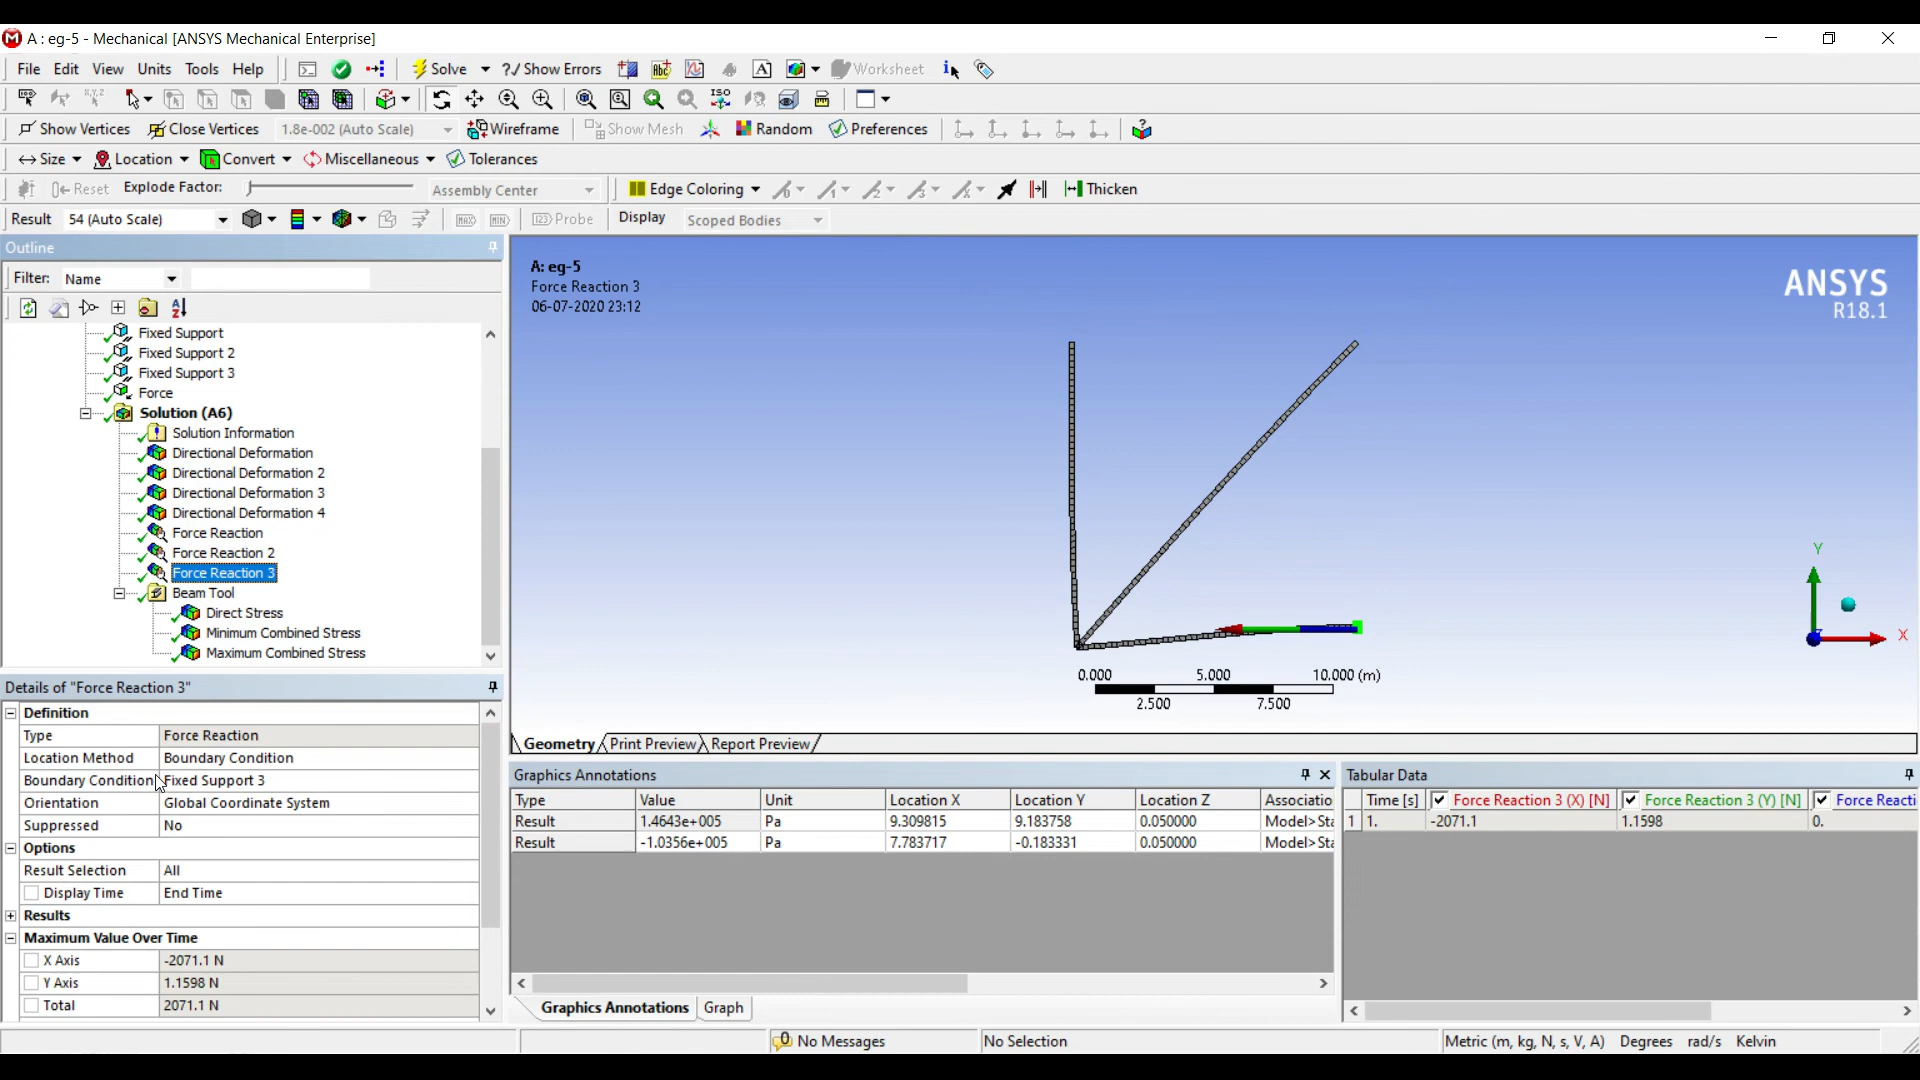 A : eg-5 - Mechanical [ANSYS Mechanical Enterprise]
File Edit View Units Tools Help Solve ?/ Show Errors Worksheet
Show Vertices Close Vertices 1.8e-002 (Auto Scale) Wireframe Show Mesh Random Preferences
Size Location Convert Miscellaneous Tolerances
Reset Explode Factor: Assembly Center Edge Coloring Thicken
Result 54 (Auto Scale) MAX MIN Probe Display Scoped Bodies
Outline
Filter: Name
Fixed Support
Fixed Support 2
Fixed Support 3
Force
Solution (A6)
Solution Information
Directional Deformation
Directional Deformation 2
Directional Deformation 3
Directional Deformation 4
Force Reaction
Force Reaction 2
Force Reaction 3
Beam Tool
Direct Stress
Minimum Combined Stress
Maximum Combined Stress
Details of "Force Reaction 3"
Definition
Type Force Reaction
Location Method Boundary Condition
Boundary Condition Fixed Support 3
Orientation Global Coordinate System
Suppressed No
Options
Result Selection All
Display Time End Time
Results
Maximum Value Over Time
X Axis -2071.1 N
Y Axis 1.1598 N
Total 2071.1 N
A: eg-5
Force Reaction 3
06-07-2020 23:12
ANSYS
R18.1
Y
X
0.000 5.000 10.000 (m)
2.500 7.500
Geometry Print Preview Report Preview
Graphics Annotations
Type Value Unit Location X Location Y Location Z Associatio
Result 1.4643e+005 Pa 9.309815 9.183758 0.050000 Model>Sta
Result -1.0356e+005 Pa 7.783717 -0.183331 0.050000 Model>Sta
Graphics Annotations Graph
Tabular Data
Time [s] Force Reaction 3 (X) [N] Force Reaction 3 (Y) [N] Force Reacti
1 1. -2071.1 1.1598 0.
No Messages No Selection Metric (m, kg, N, s, V, A) Degrees rad/s Kelvin